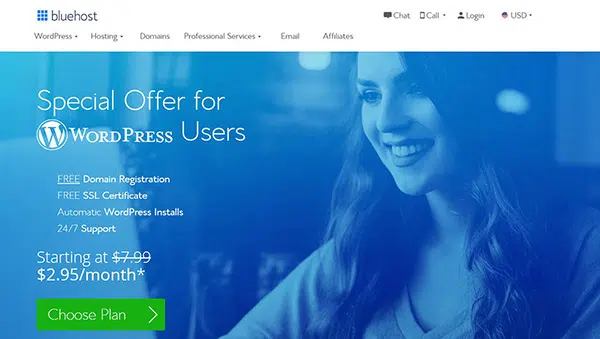 bluehost
Chat Call Login USD
WordPress Hosting Domains Professional Services Email Affiliates
Special Offer for
WORDPRESS Users
FREE Domain Registration
FREE SSL Certificate
Automatic WordPress Installs
24/7 Support
Starting at $7.99
$2.95/month*
Choose Plan